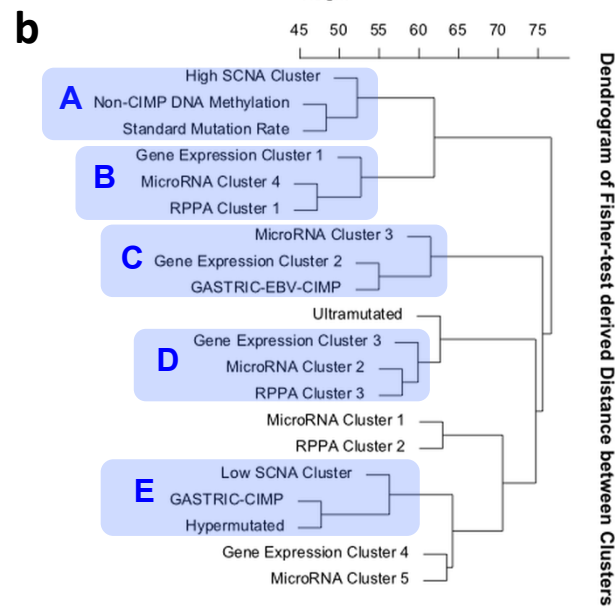 b
45 50 55 60 65 70 75
High SCNA Cluster
A
Non-CIMP DNA Methylation
Standard Mutation Rate
Gene Expression Cluster 1
B
MicroRNA Cluster 4
RPPA Cluster 1
MicroRNA Cluster 3
C
Gene Expression Cluster 2
GASTRIC-EBV-CIMP
Ultramutated
Gene Expression Cluster 3
D
MicroRNA Cluster 2
RPPA Cluster 3
MicroRNA Cluster 1
RPPA Cluster 2
Low SCNA Cluster
E
GASTRIC-CIMP
Hypermutated
Gene Expression Cluster 4
MicroRNA Cluster 5
Dendrogram of Fisher-test derived Distance between Clusters